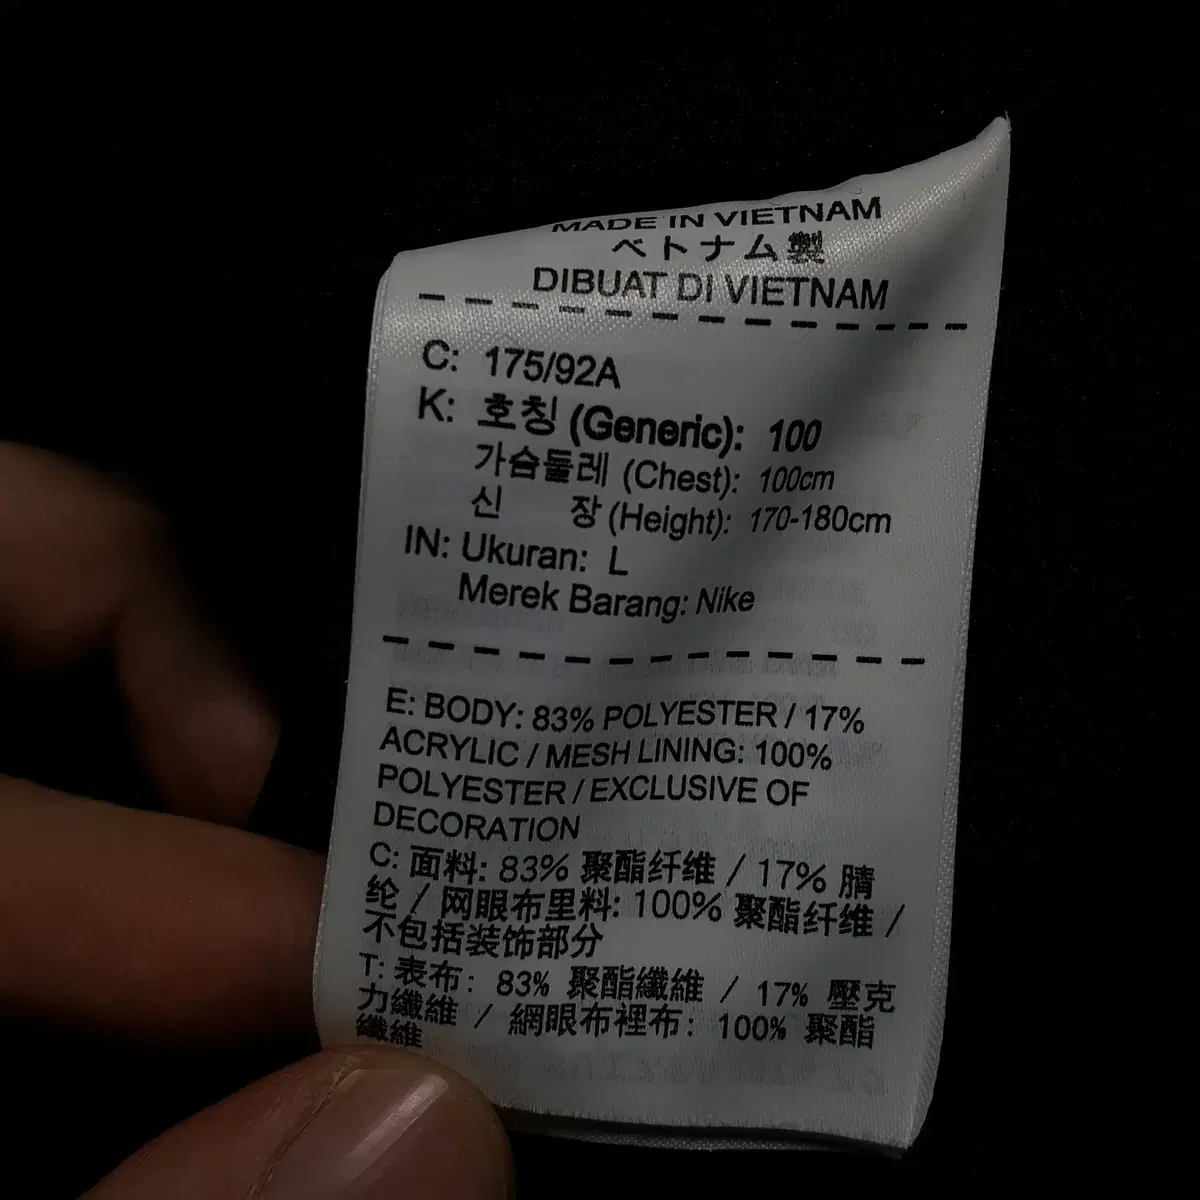 MADE IN VIETNAM
ベトナム製
DIBUAT DI VIETNAM
C: 175/92A
K: 호칭 (Generic): 100
가슴둘레 (Chest): 100cm
신 장 (Height): 170-180cm
IN: Ukuran: L
Merek Barang: Nike
E: BODY: 83% POLYESTER / 17%
ACRYLIC / MESH LINING: 100%
POLYESTER / EXCLUSIVE OF
DECORATION
C: 面料: 83% 聚酯纤维 / 17% 腈
纶 / 网眼布里料: 100% 聚酯纤维 /
不包括装饰部分
T: 表布: 83% 聚酯纖維 / 17% 壓克
力纖維 / 網眼布裡布: 100% 聚酯
纖維